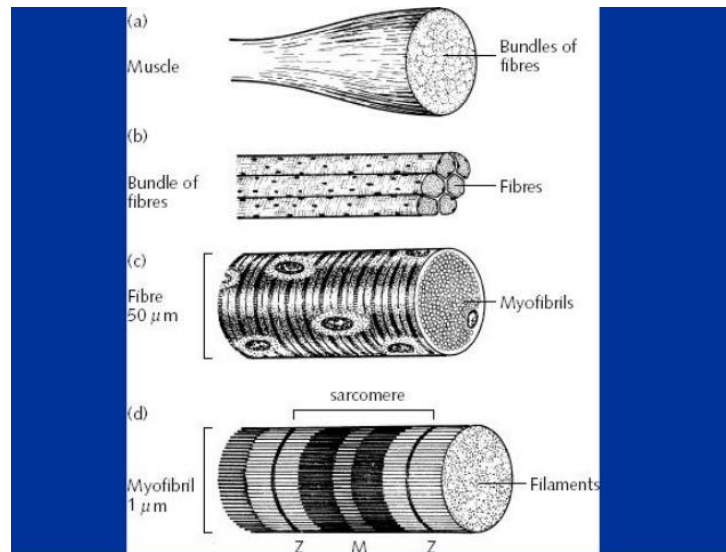 (a)
Muscle
Bundles of
fibres
(b)
Bundle of
fibres
Fibres
(c)
Fibre
50 μm
Myofibrils
sarcomere
(d)
Myofibril
1 μm
Filaments
Z M Z